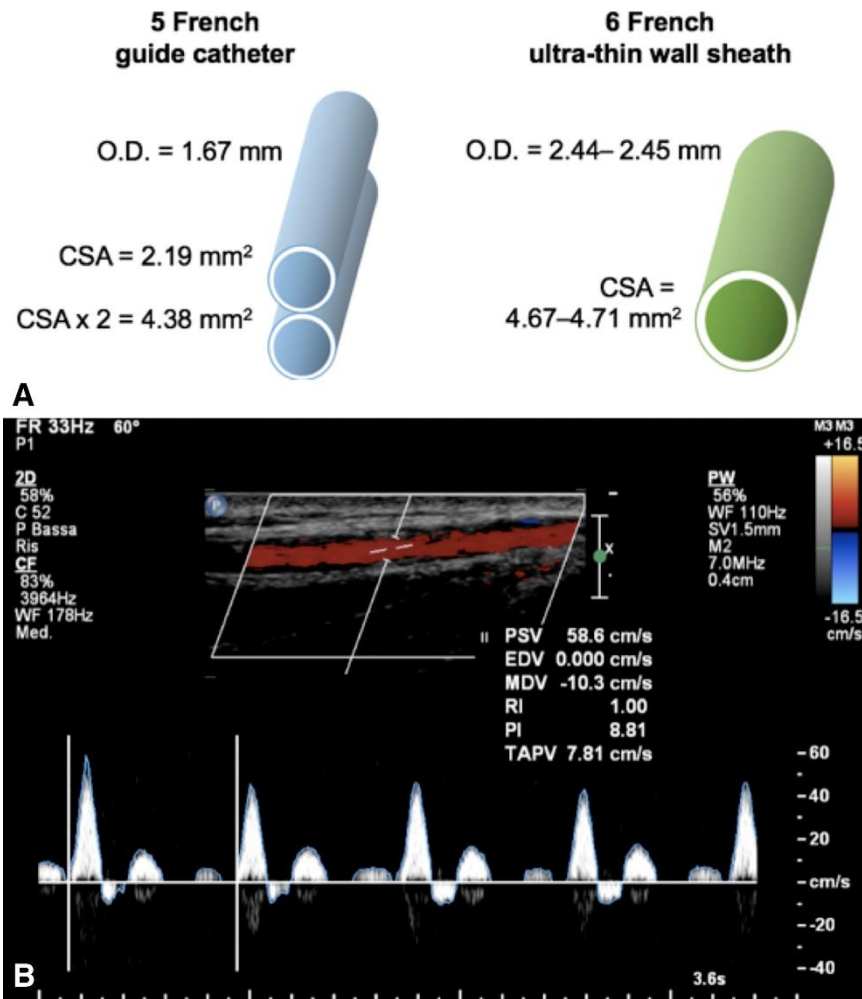 5 French
guide catheter
O.D. = 1.67 mm
CSA = 2.19 mm²
CSA x 2 = 4.38 mm²
6 French
ultra-thin wall sheath
O.D. = 2.44– 2.45 mm
CSA =
4.67–4.71 mm²
A
FR 33Hz 60°
P1
2D
58%
C 52
P Bassa
Ris
CF
83%
3964Hz
WF 178Hz
Med.
P
x
PW
56%
WF 110Hz
SV1.5mm
M2
7.0MHz
0.4cm
M3 M3
+16.5
-16.5
cm/s
PSV 58.6 cm/s
EDV 0.000 cm/s
MDV -10.3 cm/s
RI 1.00
PI 8.81
TAPV 7.81 cm/s
60
40
20
cm/s
-20
-40
3.6s
B